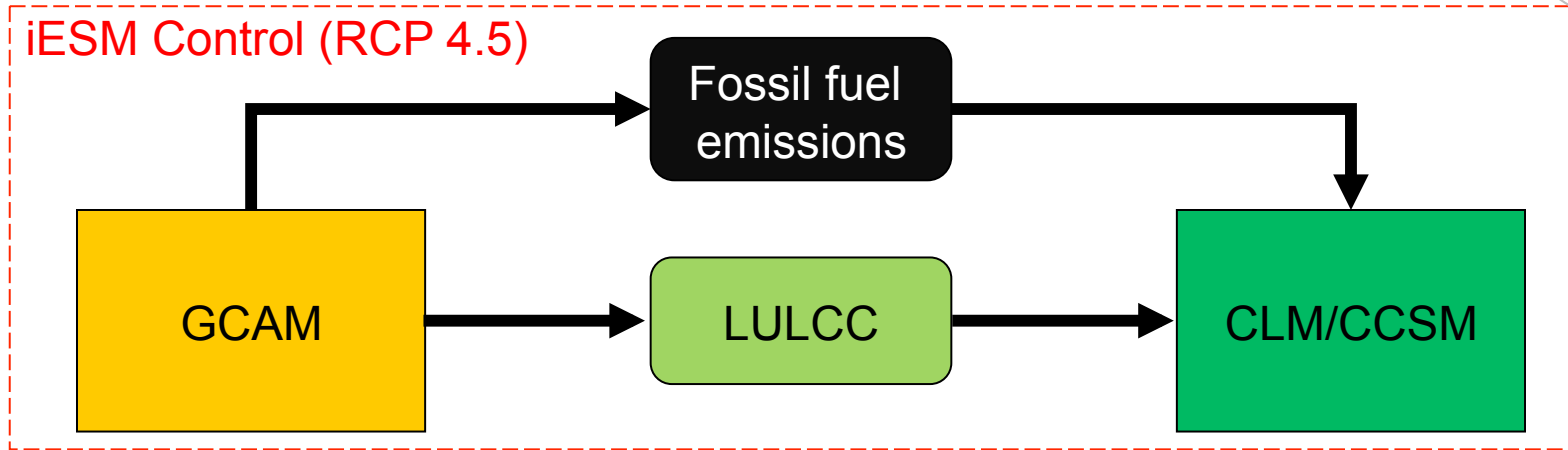 iESM Control (RCP 4.5)
Fossil fuel
emissions
GCAM
LULCC
CLM/CCSM